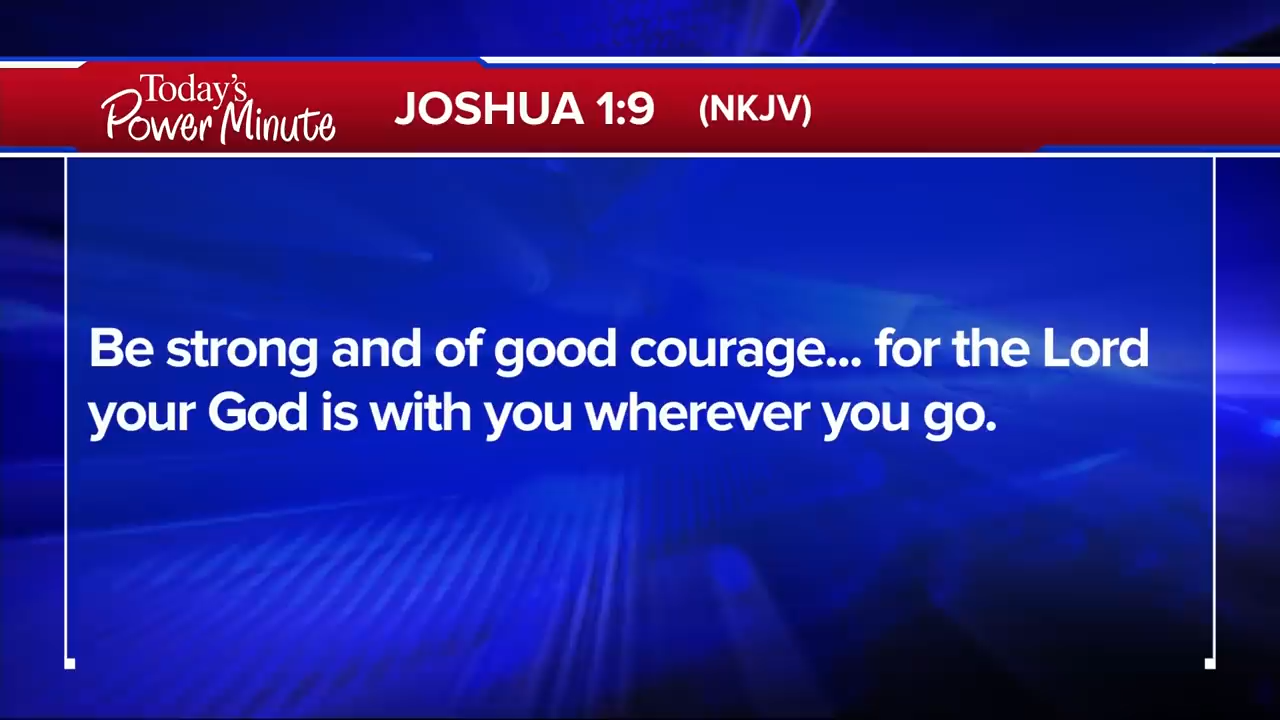 Today's
Power Minute
JOSHUA 1:9 (NKJV)
Be strong and of good courage... for the Lord
your God is with you wherever you go.